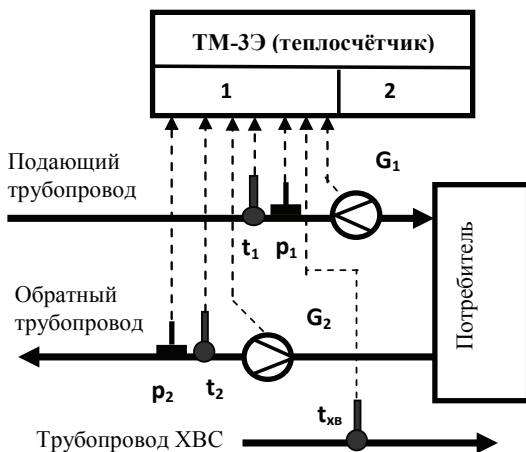 ТМ-3Э (теплосчётчик)
1 2
Подающий
трубопровод
G₁
t₁ p₁
Потребитель
Обратный
трубопровод
G₂
p₂ t₂
tхв
Трубопровод ХВС